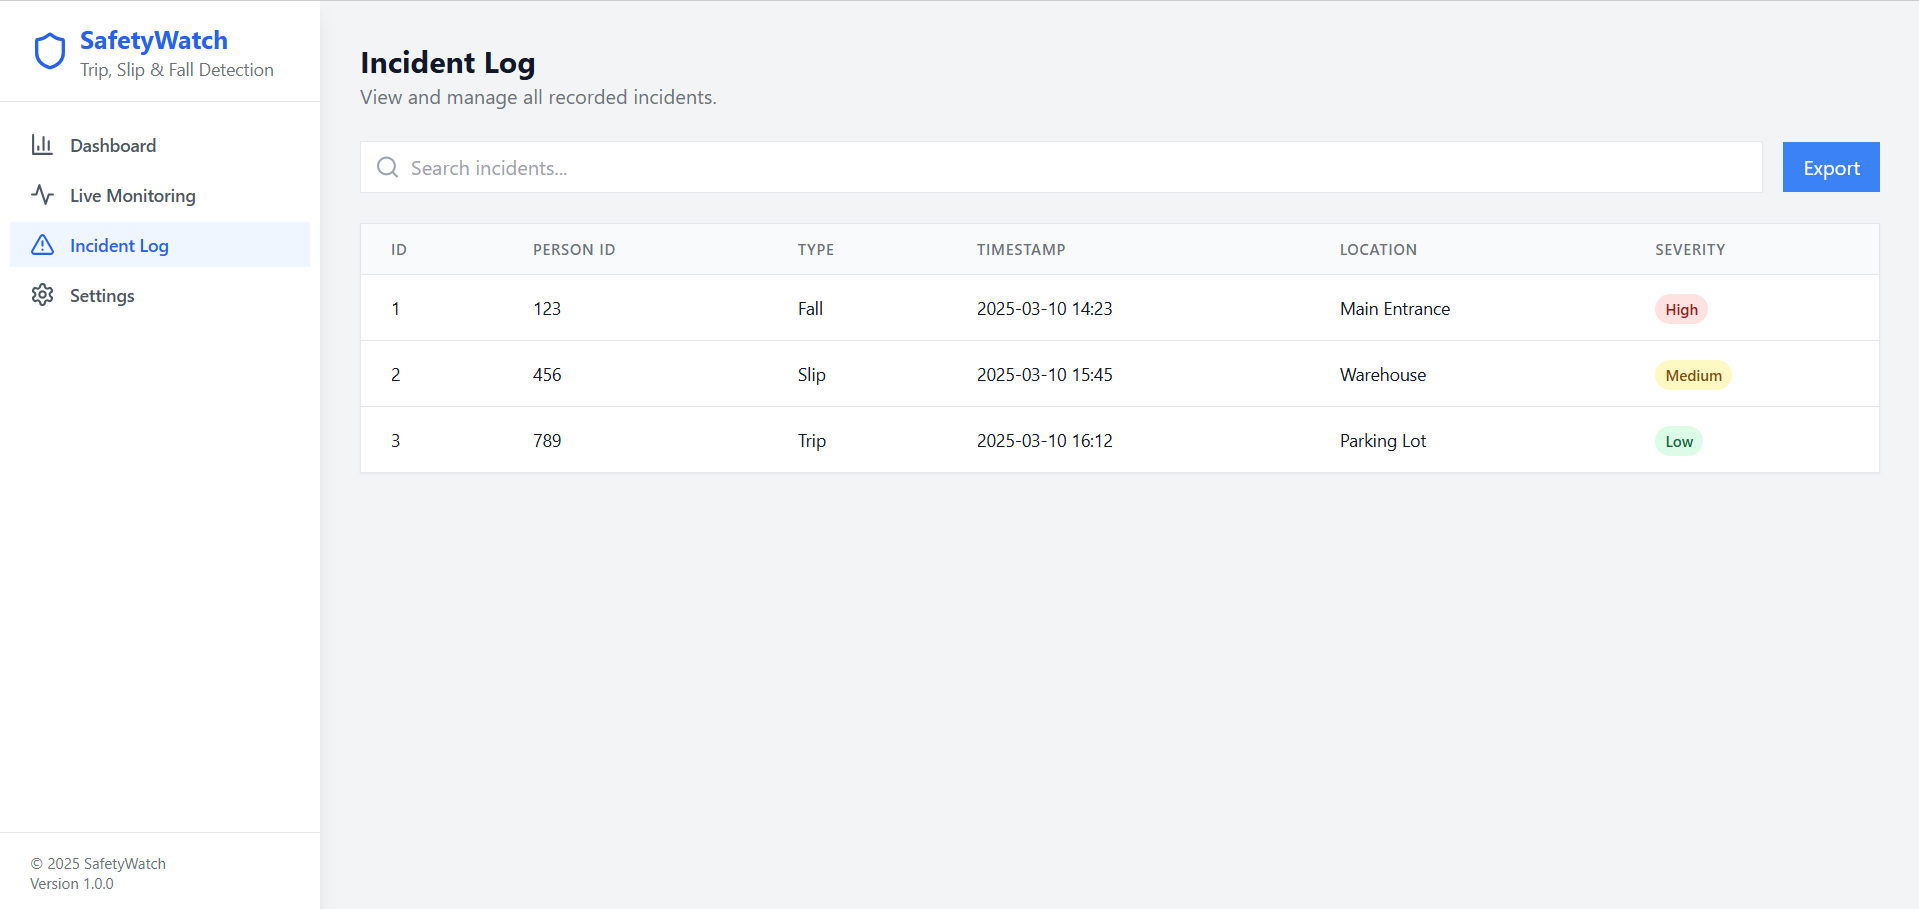 SafetyWatch
Trip, Slip & Fall Detection
Dashboard
Live Monitoring
Incident Log
Settings
© 2025 SafetyWatch
Version 1.0.0
Incident Log
View and manage all recorded incidents.
Search incidents...
Export
ID PERSON ID TYPE TIMESTAMP LOCATION SEVERITY
1 123 Fall 2025-03-10 14:23 Main Entrance High
2 456 Slip 2025-03-10 15:45 Warehouse Medium
3 789 Trip 2025-03-10 16:12 Parking Lot Low